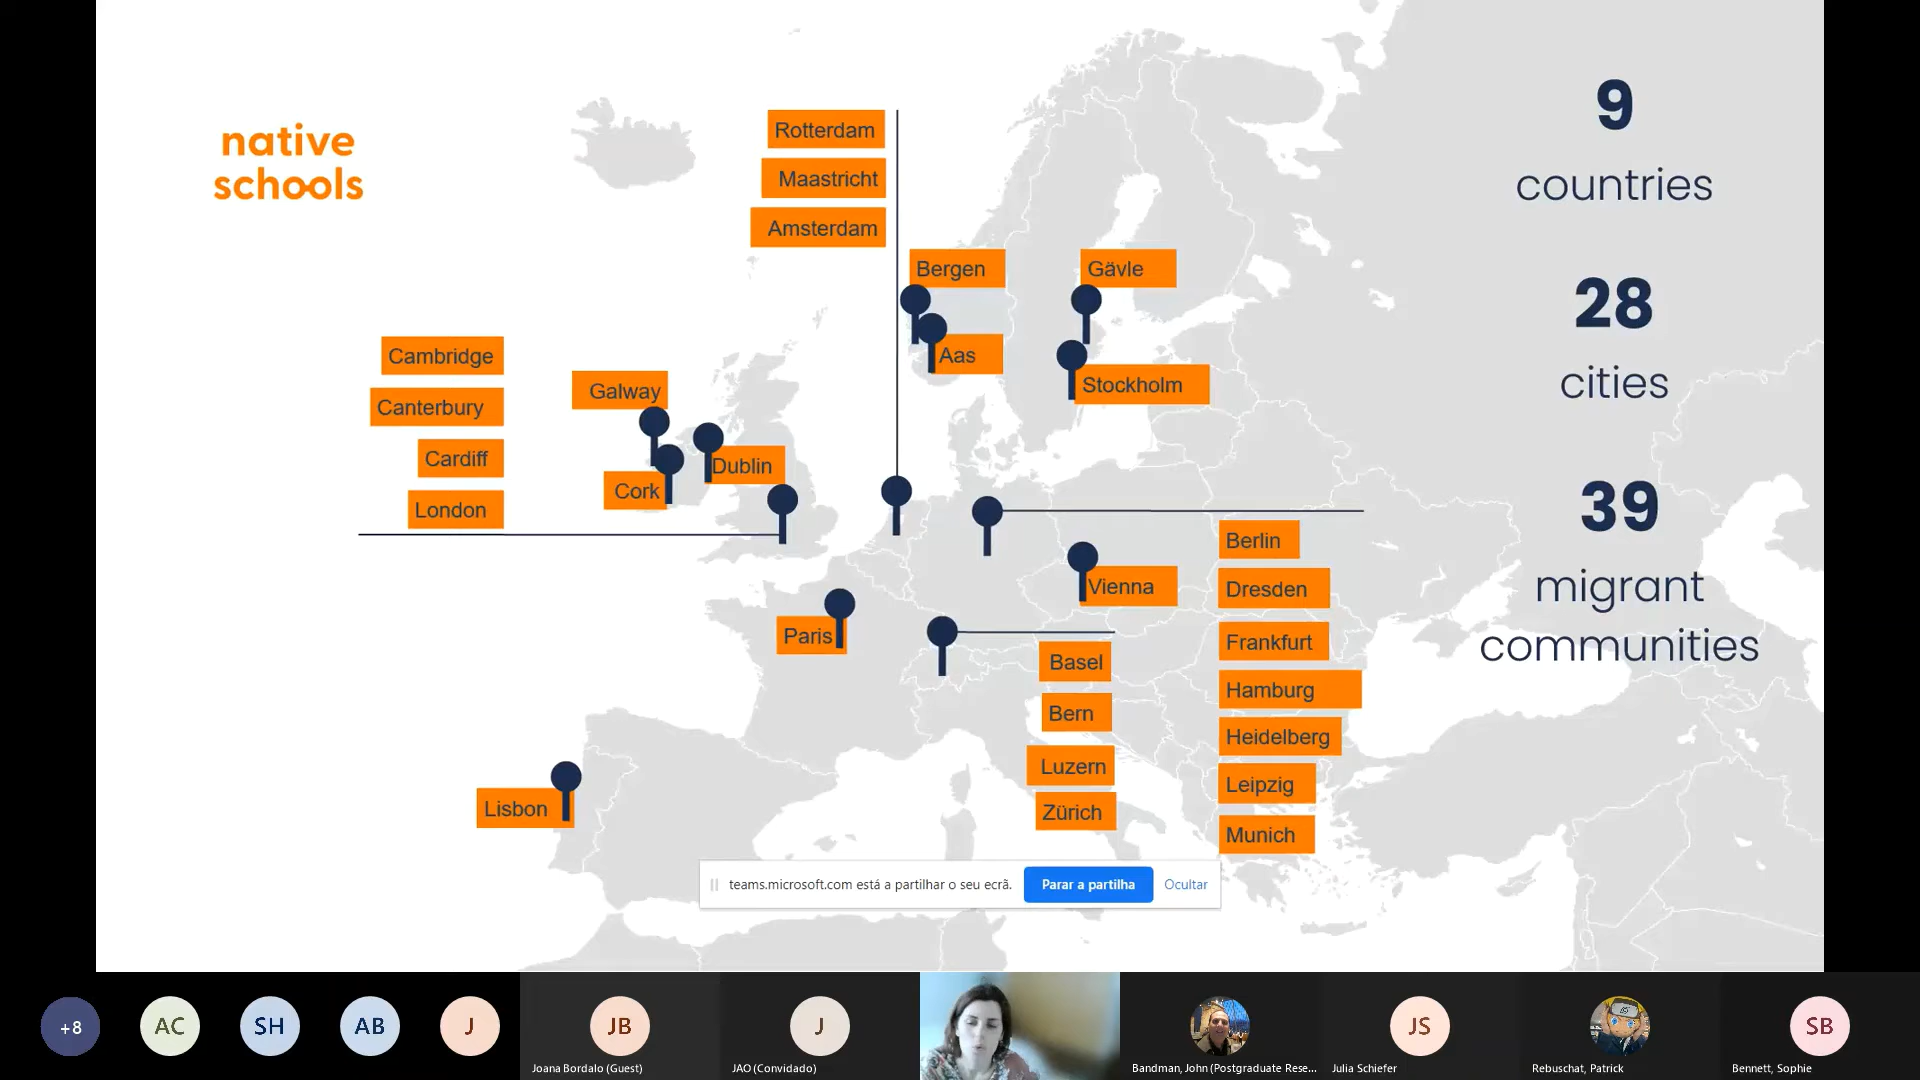 native
schools
Rotterdam
Maastricht
Amsterdam
Bergen
Gävle
Aas
Stockholm
Cambridge
Canterbury
Cardiff
London
Galway
Dublin
Cork
Paris
Vienna
Lisbon
Basel
Bern
Luzern
Zürich
Berlin
Dresden
Frankfurt
Hamburg
Heidelberg
Leipzig
Munich
9
countries
28
cities
39
migrant
communities
teams.microsoft.com está a partilhar o seu ecrã.
Parar a partilha
Ocultar
+8
AC
SH
AB
J
JB
Joana Bordalo (Guest)
J
JAO (Convidado)
Bandman, John (Postgraduate Rese...
JS
Julia Schiefer
Rebuschat, Patrick
SB
Bennett, Sophie